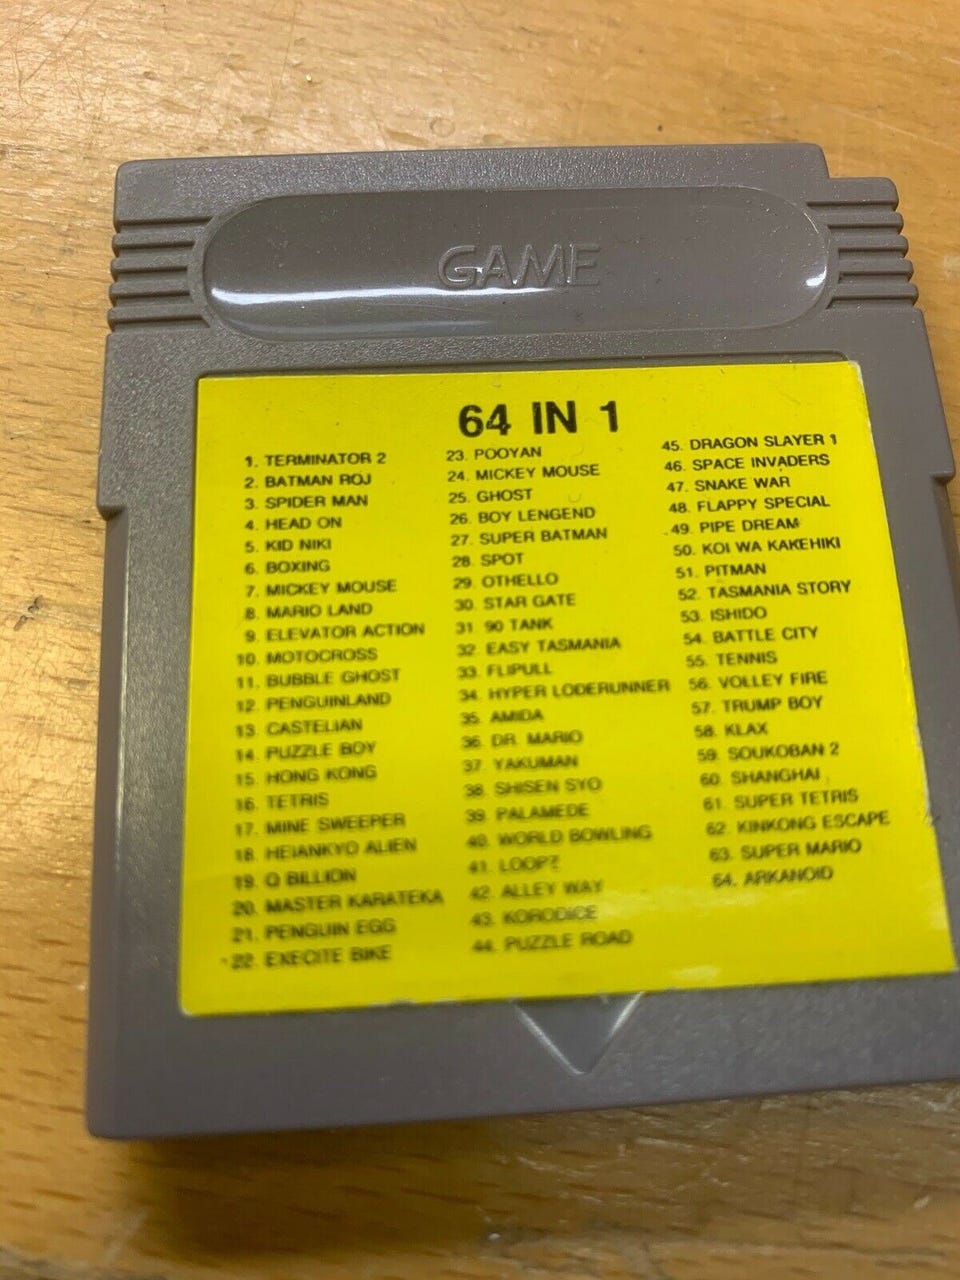 GAME
64 IN 1
1. TERMINATOR 2
2. BATMAN ROJ
3. SPIDER MAN
4. HEAD ON
5. KID NIKI
6. BOXING
7. MICKEY MOUSE
8. MARIO LAND
9. ELEVATOR ACTION
10. MOTOCROSS
11. BUBBLE GHOST
12. PENGUINLAND
13. CASTELIAN
14. PUZZLE BOY
15. HONG KONG
16. TETRIS
17. MINE SWEEPER
18. HEIANKYO ALIEN
19. Q BILLION
20. MASTER KARATEKA
21. PENGUIN EGG
22. EXECITE BIKE
23. POOYAN
24. MICKEY MOUSE
25. GHOST
26. BOY LENGEND
27. SUPER BATMAN
28. SPOT
29. OTHELLO
30. STAR GATE
31. 90 TANK
32. EASY TASMANIA
33. FLIPULL
34. HYPER LODERUNNER
35. AMIDA
36. DR. MARIO
37. YAKUMAN
38. SHISEN SYO
39. PALAMEDE
40. WORLD BOWLING
41. LOOPZ
42. ALLEY WAY
43. KORODICE
44. PUZZLE ROAD
45. DRAGON SLAYER 1
46. SPACE INVADERS
47. SNAKE WAR
48. FLAPPY SPECIAL
49. PIPE DREAM
50. KOI WA KAKEHIKI
51. PITMAN
52. TASMANIA STORY
53. ISHIDO
54. BATTLE CITY
55. TENNIS
56. VOLLEY FIRE
57. TRUMP BOY
58. KLAX
59. SOUKOBAN 2
60. SHANGHAI
61. SUPER TETRIS
62. KINKONG ESCAPE
63. SUPER MARIO
64. ARKANOID